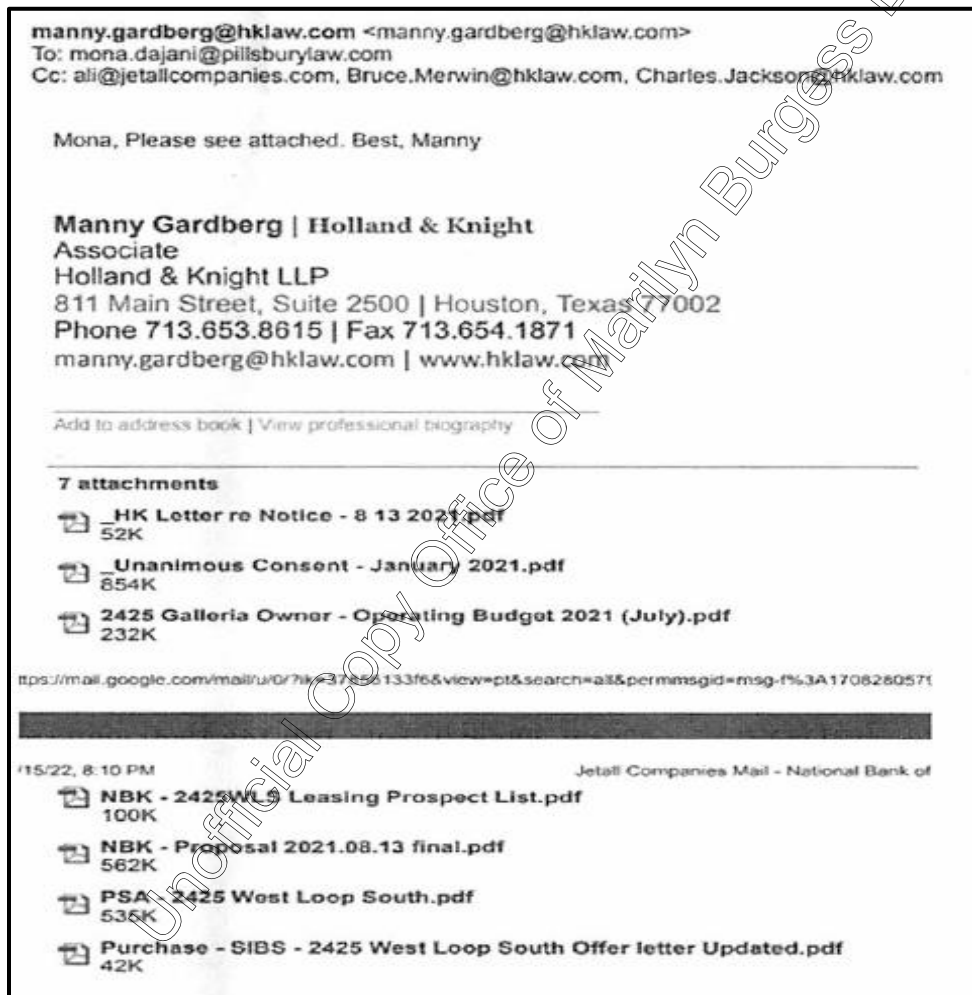 manny.gardberg@hklaw.com <manny.gardberg@hklaw.com>
To: mona.dajani@pillsburylaw.com
Cc: ali@jetallcompanies.com, Bruce.Merwin@hklaw.com, Charles.Jackson@hklaw.com
Mona, Please see attached. Best, Manny
Manny Gardberg | Holland & Knight
Associate
Holland & Knight LLP
811 Main Street, Suite 2500 | Houston, Texas 77002
Phone 713.653.8615 | Fax 713.654.1871
manny.gardberg@hklaw.com | www.hklaw.com
Add to address book | View professional biography
7 attachments
_HK Letter re Notice - 8 13 2021.pdf
52K
_Unanimous Consent - January 2021.pdf
854K
2425 Galleria Owner - Operating Budget 2021 (July).pdf
232K
/15/22, 8:10 PM
Jetall Companies Mail - National Bank of
NBK - 2425WLS Leasing Prospect List.pdf
100K
NBK - Proposal 2021.08.13 final.pdf
562K
PSA - 2425 West Loop South.pdf
535K
Purchase - SIBS - 2425 West Loop South Offer letter Updated.pdf
42K
Unofficial Copy Office of Marilyn Burgess